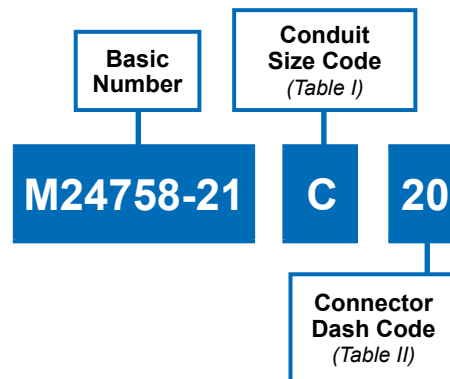 Basic
Number
Conduit
Size Code
(Table I)
M24758-21
C
20
Connector
Dash Code
(Table II)